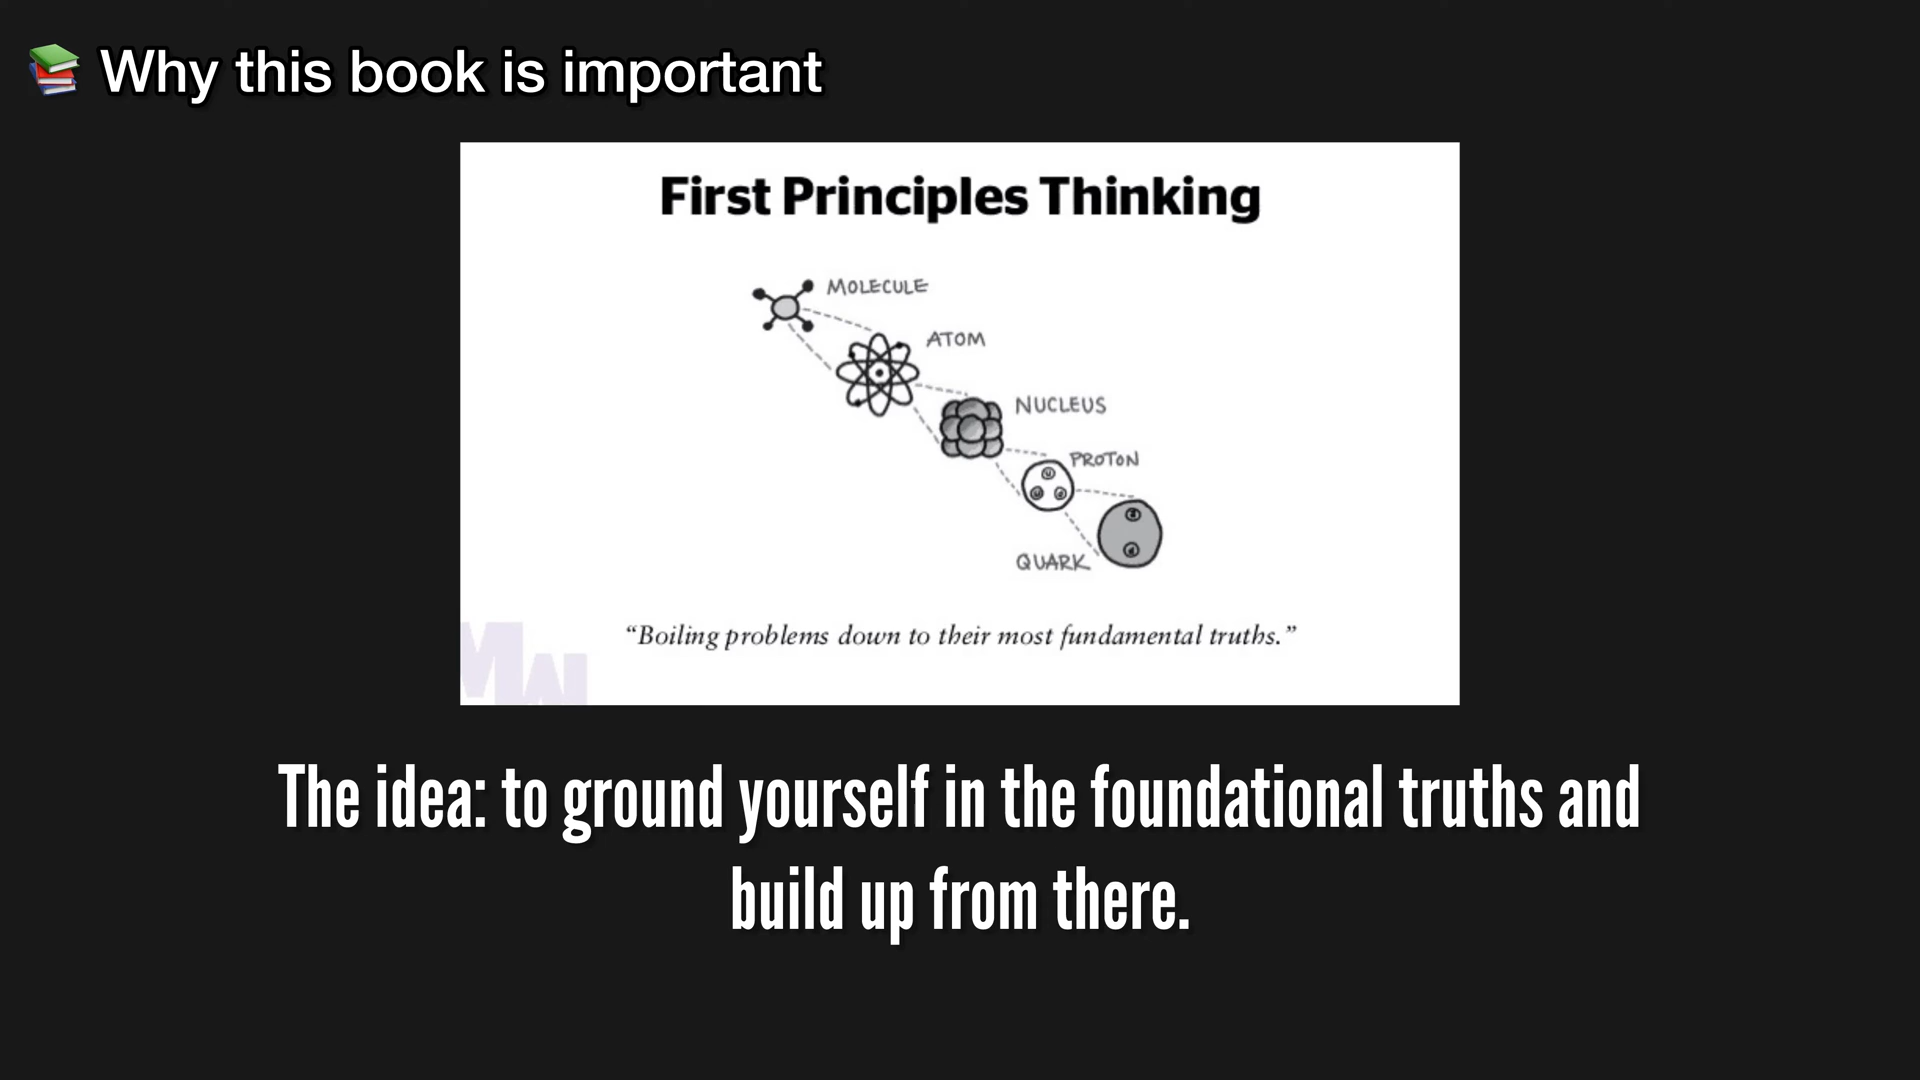 📚 Why this book is important
First Principles Thinking
MOLECULE
ATOM
NUCLEUS
PROTON
QUARK
“Boiling problems down to their most fundamental truths.”
MW
The idea: to ground yourself in the foundational truths and
build up from there.